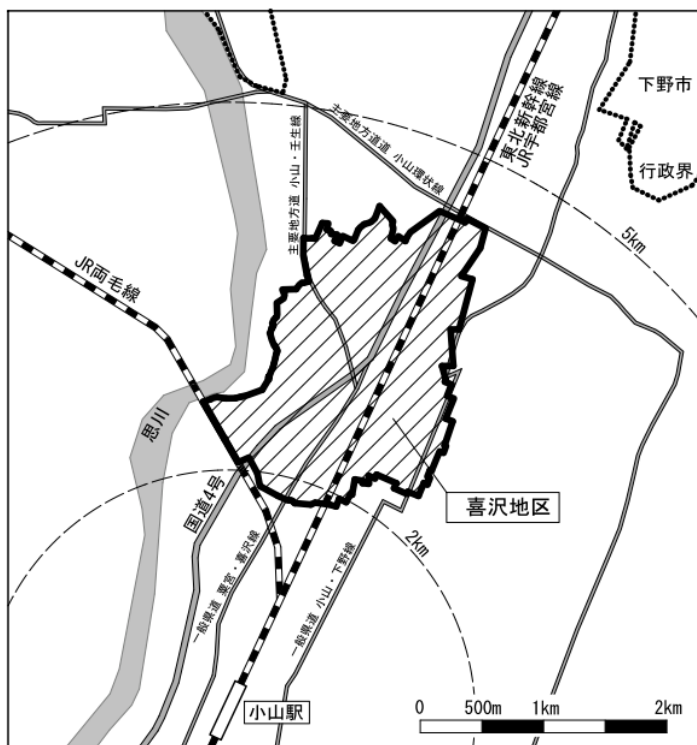 下野市
行政界
東北新幹線
JR宇都宮線
主要地方道 小山環状線
主要地方道 小山・壬生線
5km
JR両毛線
思川
国道4号
喜沢地区
2km
一般県道 粟宮・喜沢線
一般県道 小山・下野線
小山駅
0 500m 1km 2km